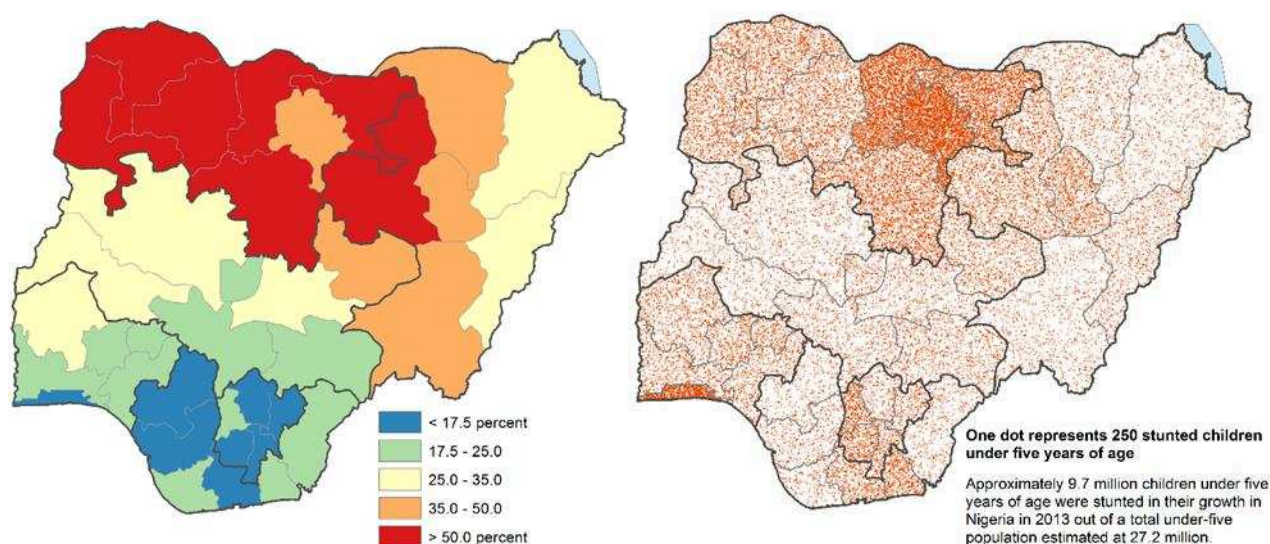 < 17.5 percent
17.5 - 25.0
25.0 - 35.0
35.0 - 50.0
> 50.0 percent
One dot represents 250 stunted children
under five years of age
Approximately 9.7 million children under five
years of age were stunted in their growth in
Nigeria in 2013 out of a total under-five
population estimated at 27.2 million.